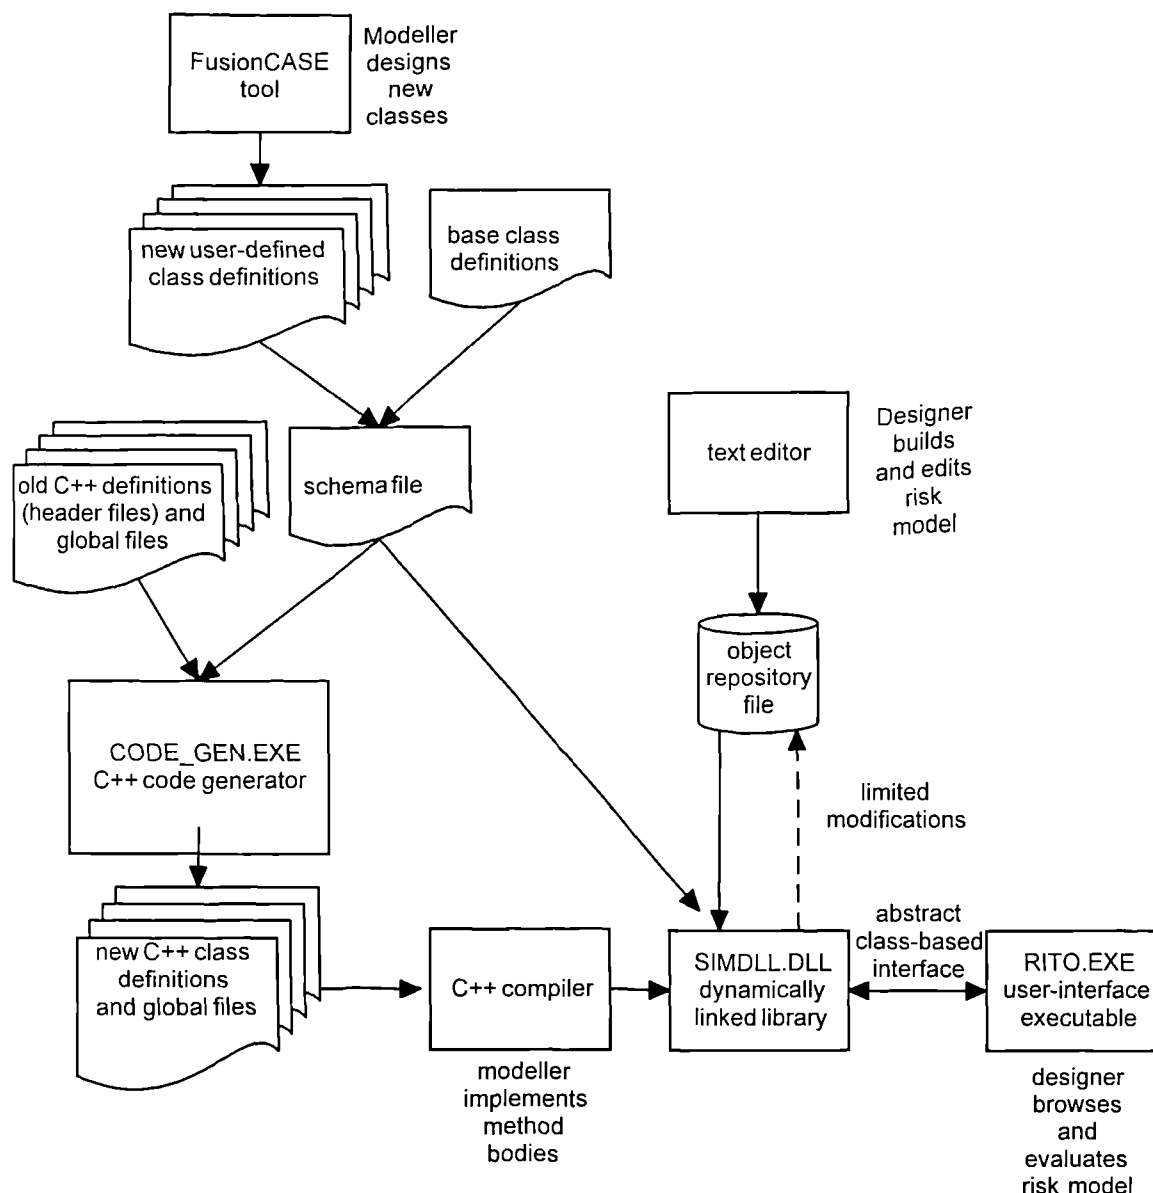 FusionCASE
tool
Modeller
designs
new
classes
new user-defined
class definitions
base class
definitions
old C++ definitions
(header files) and
global files
schema file
text editor
Designer
builds
and edits
risk
model
object
repository
file
CODE_GEN.EXE
C++ code generator
limited
modifications
new C++ class
definitions
and global files
C++ compiler
modeller
implements
method
bodies
SIMDLL.DLL
dynamically
linked library
abstract
class-based
interface
RITO.EXE
user-interface
executable
designer
browses
and
evaluates
risk model